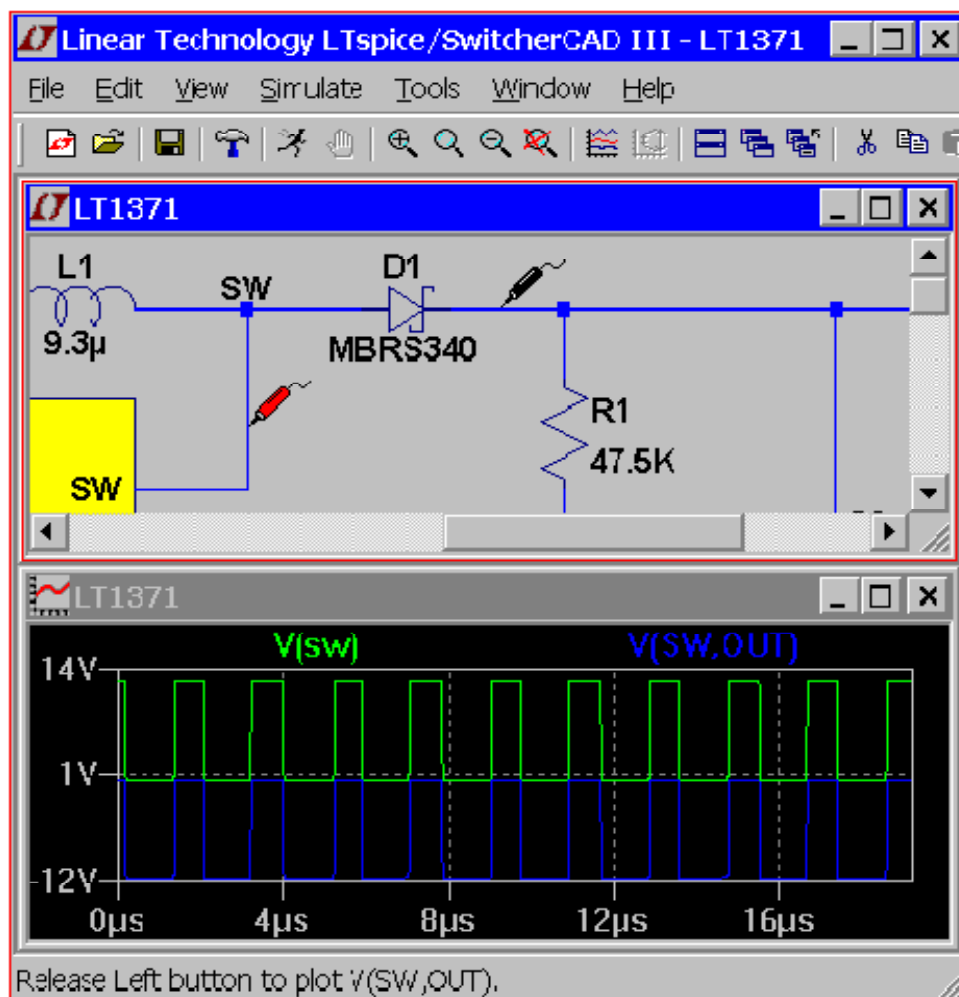 Linear Technology LTspice/SwitcherCAD III - LT1371
File Edit View Simulate Tools Window Help
LT1371
L1
SW
D1
9.3µ
MBRS340
R1
47.5K
SW
LT1371
V(sw) V(SW,OUT)
14V
1V
-12V
0µs 4µs 8µs 12µs 16µs
Release Left button to plot V(SW,OUT).